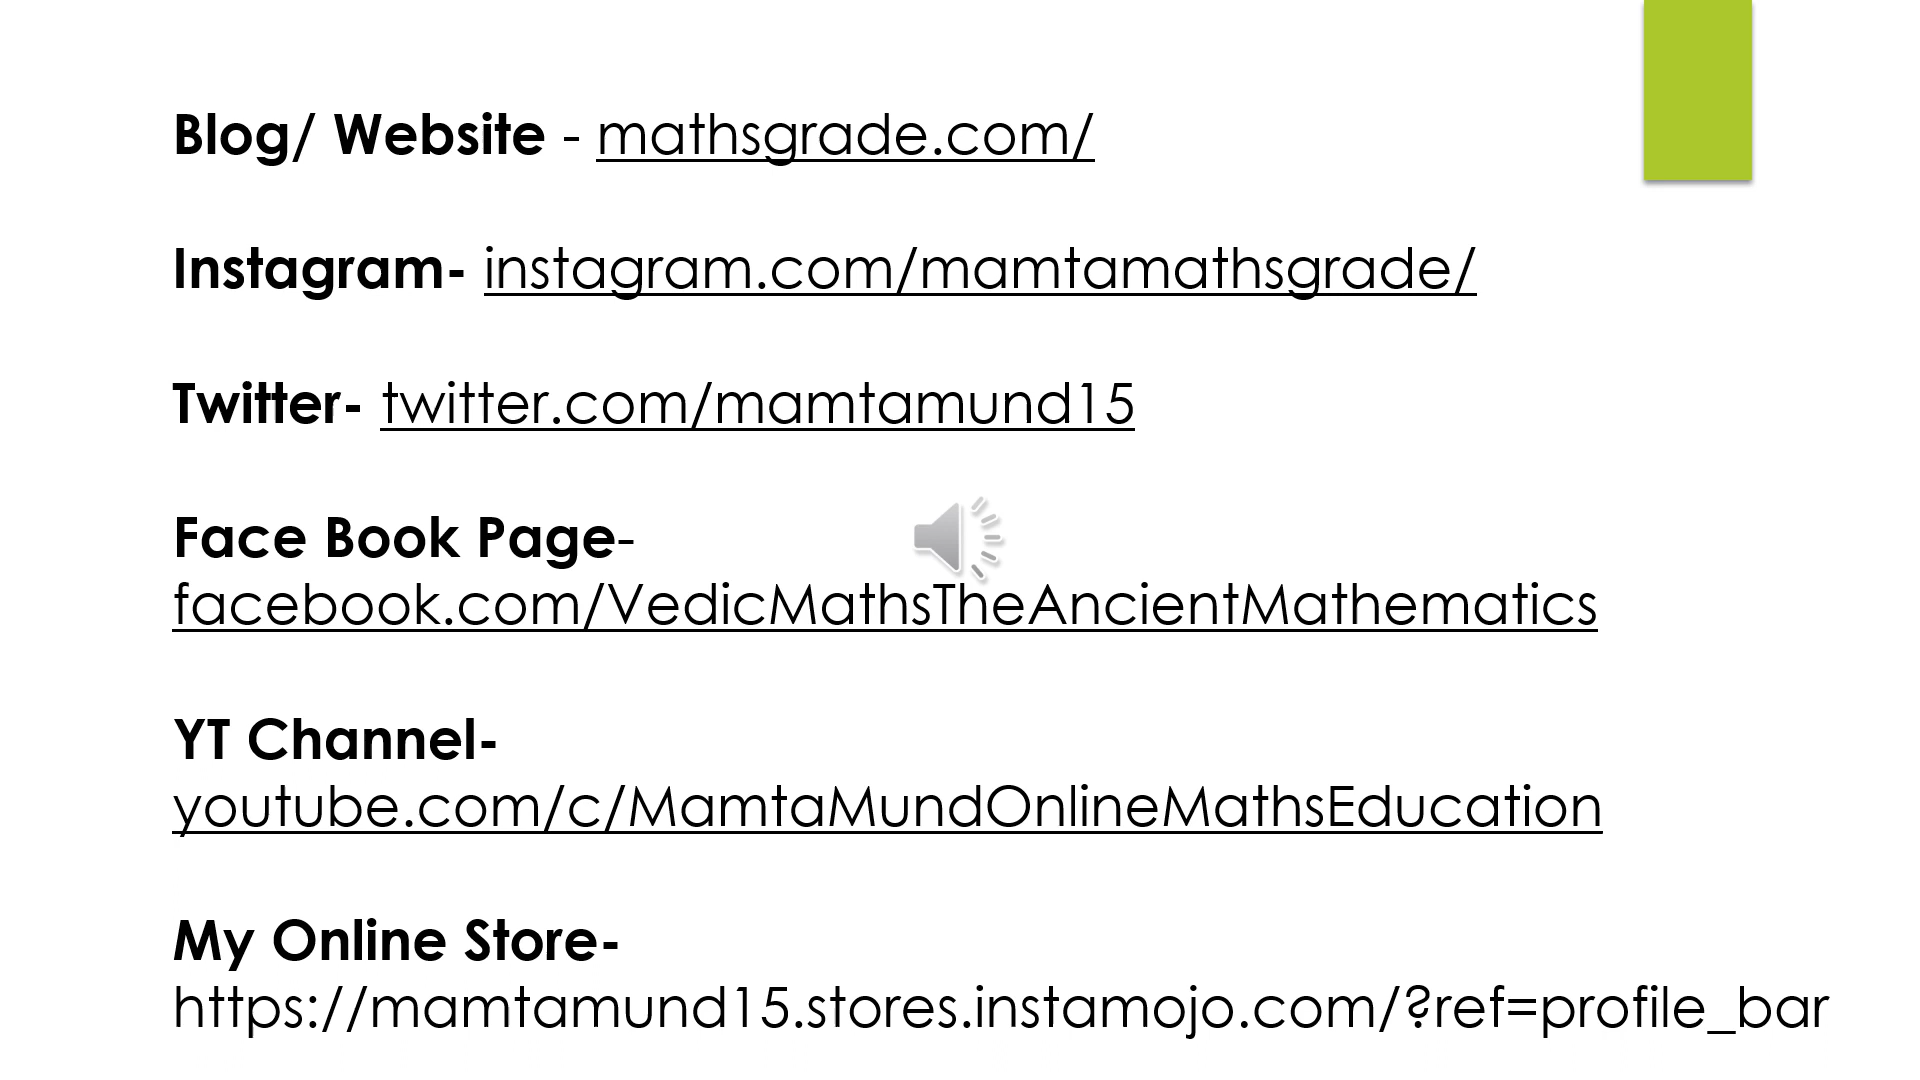 Blog/ Website - mathsgrade.com/
Instagram- instagram.com/mamtamathsgrade/
Twitter- twitter.com/mamtamund15
Face Book Page-
facebook.com/VedicMathsTheAncientMathematics
YT Channel-
youtube.com/c/MamtaMundOnlineMathsEducation
My Online Store-
https://mamtamund15.stores.instamojo.com/?ref=profile_bar